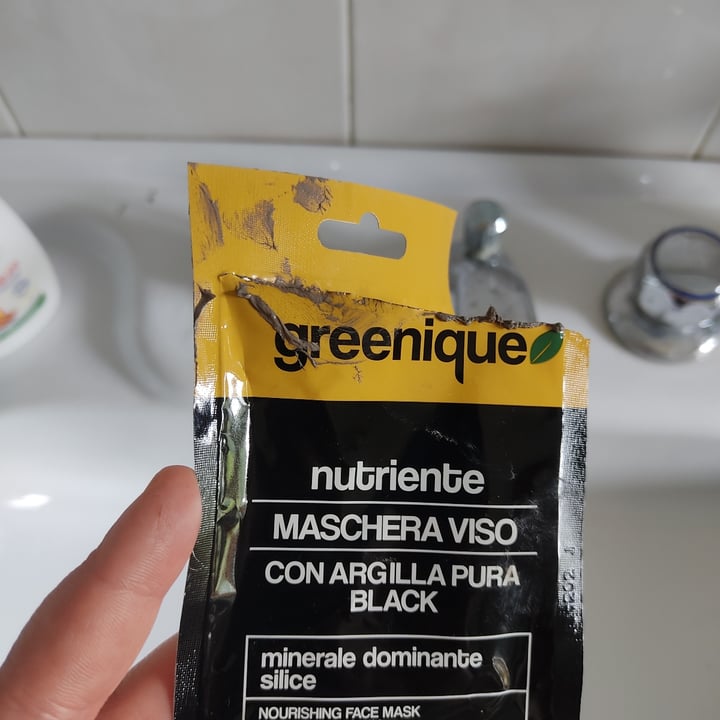 greenique
nutriente
MASCHERA VISO
CON ARGILLA PURA
BLACK
minerale dominante
silice
NOURISHING FACE MASK